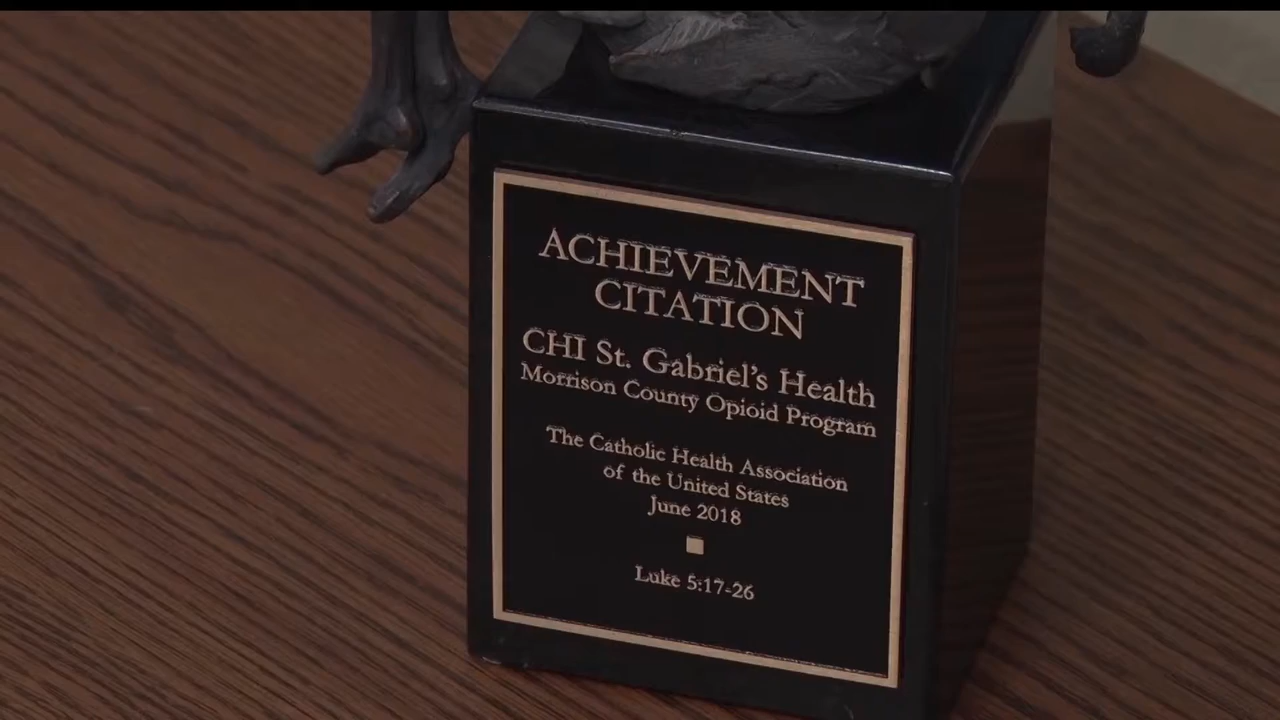 ACHIEVEMENT
CITATION
CHI St. Gabriel's Health
Morrison County Opioid Program
The Catholic Health Association
of the United States
June 2018
Luke 5:17-26